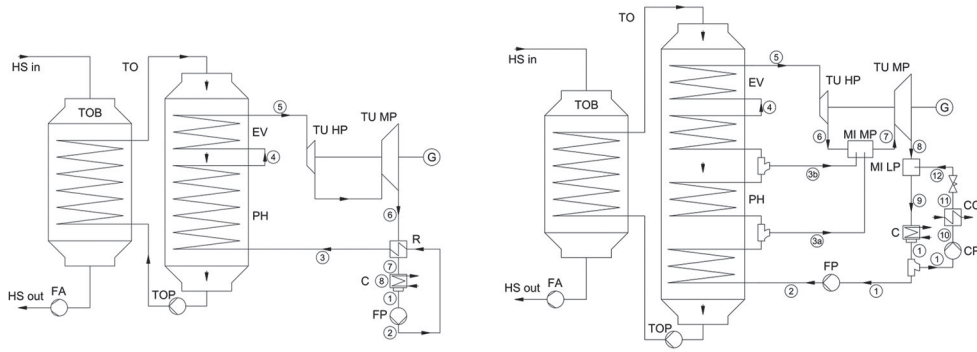 HS in
TO
TOB
EV
PH
⑤
④
TU HP
TU MP
G
⑥
R
③
⑦
C
⑧
①
FP
②
HS out
FA
TOP
HS in
TO
TOB
EV
PH
⑤
④
TU HP
TU MP
G
⑥
MI MP
⑦
⑧
3b
MI LP
⑫
⑨
⑪
CC
C
⑩
3a
①
①
①
②
FP
HS out
FA
TOP